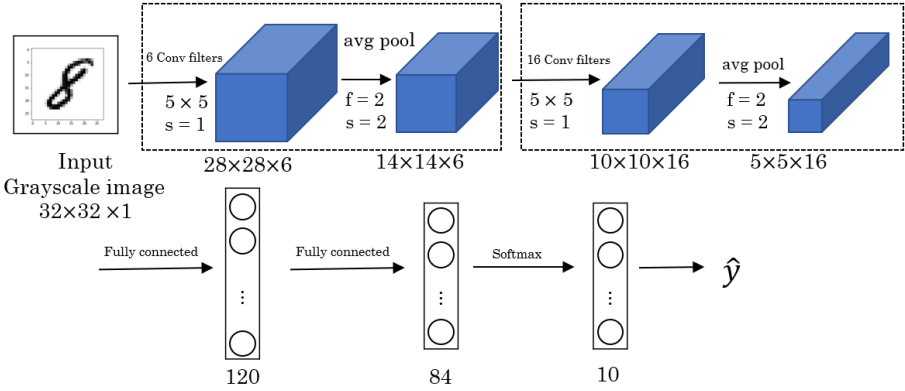 6 Conv filters
5 × 5
s = 1
avg pool
f = 2
s = 2
16 Conv filters
5 × 5
s = 1
avg pool
f = 2
s = 2
Input
Grayscale image
32×32 ×1
28×28×6
14×14×6
10×10×16
5×5×16
Fully connected
Fully connected
Softmax
ŷ
...
...
...
120
84
10